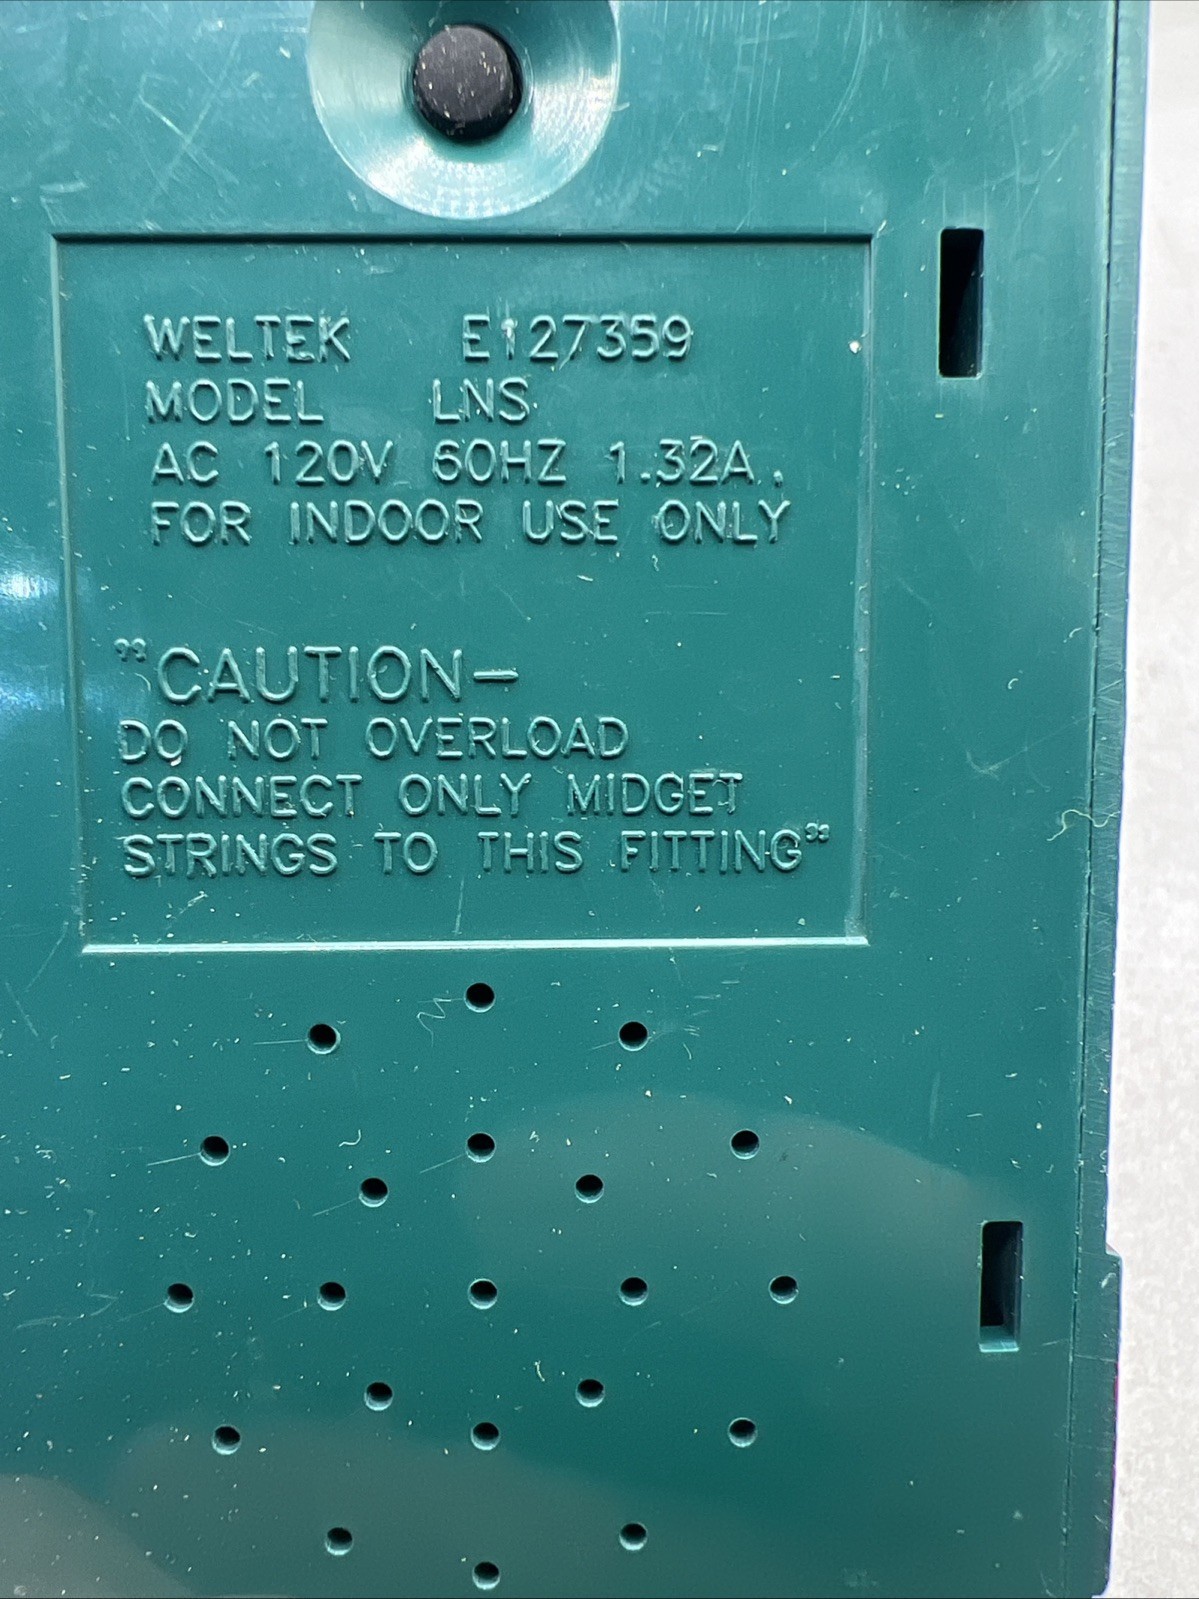 WELTEK E127359
MODEL LNS
AC 120V 60HZ 1.32A.
FOR INDOOR USE ONLY
"CAUTION-
DO NOT OVERLOAD
CONNECT ONLY MIDGET
STRINGS TO THIS FITTING"